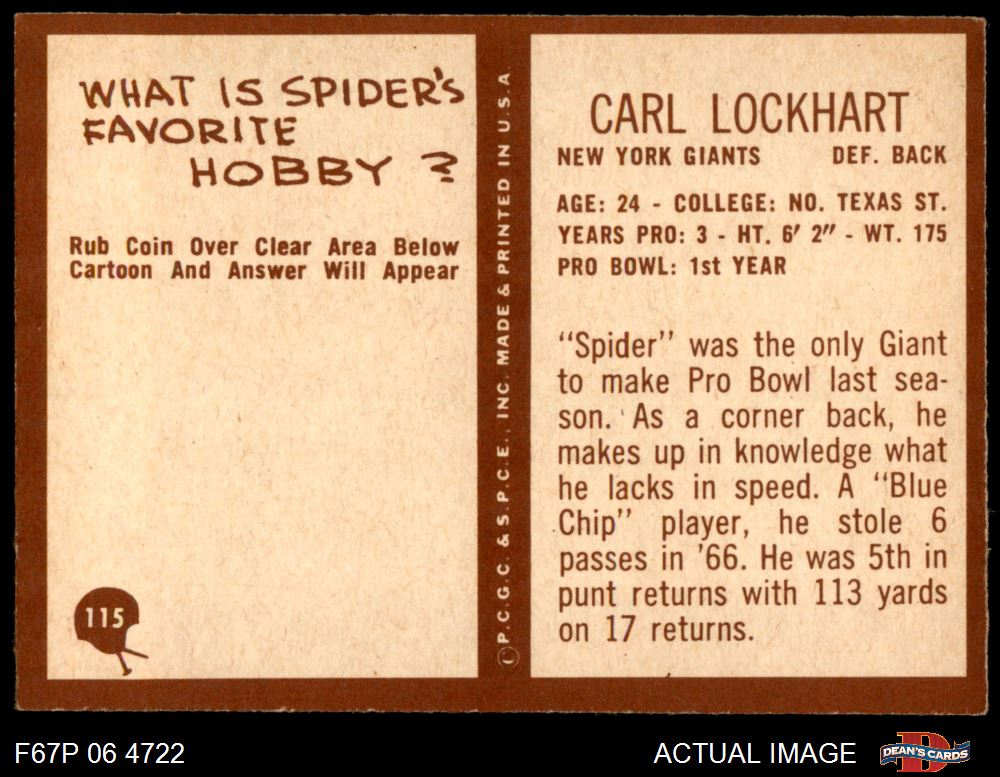 WHAT IS SPIDER'S
FAVORITE
HOBBY ?
Rub Coin Over Clear Area Below
Cartoon And Answer Will Appear
115
©P.C.G.C. & S.P.C.E., INC. MADE & PRINTED IN U.S.A.
CARL LOCKHART
NEW YORK GIANTS DEF. BACK
AGE: 24 - COLLEGE: NO. TEXAS ST.
YEARS PRO: 3 - HT. 6′ 2″ - WT. 175
PRO BOWL: 1st YEAR
“Spider” was the only Giant
to make Pro Bowl last sea-
son. As a corner back, he
makes up in knowledge what
he lacks in speed. A “Blue
Chip” player, he stole 6
passes in ’66. He was 5th in
punt returns with 113 yards
on 17 returns.
F67P 06 4722
ACTUAL IMAGE
D
DEAN'S CARDS